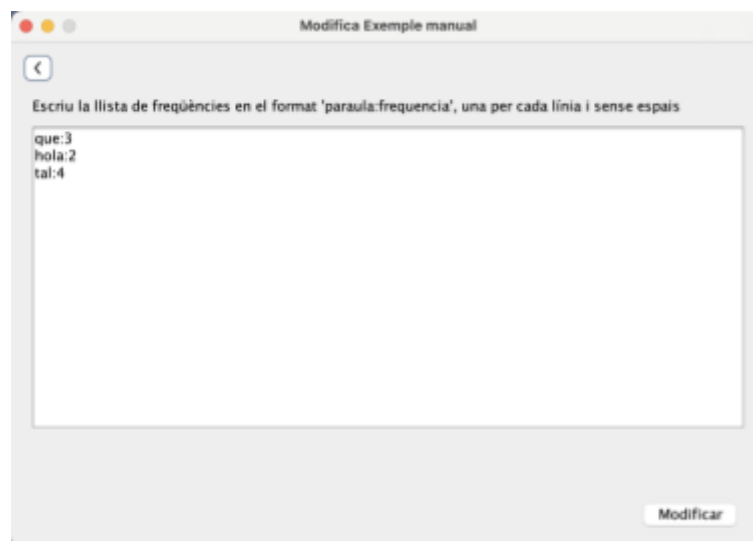 Modifica Exemple manual
<
Escriu la llista de freqüències en el format 'paraula:frequencia', una per cada línia i sense espais
que:3
hola:2
tal:4
Modificar